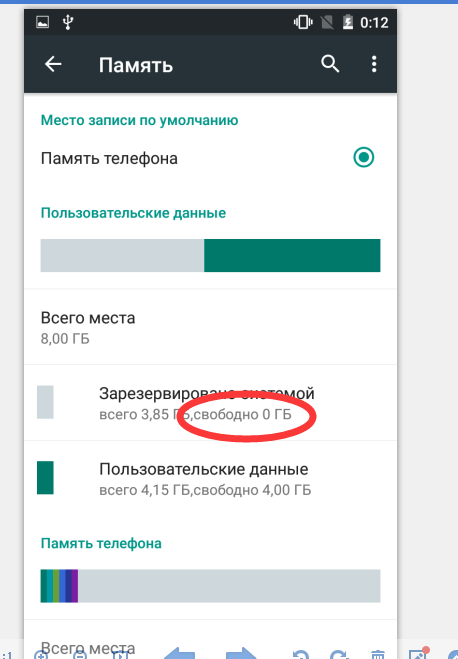 0:12
Память
Место записи по умолчанию
Память телефона
Пользовательские данные
Всего места
8,00 ГБ
Зарезервировано системой
всего 3,85 ГБ,свободно 0 ГБ
Пользовательские данные
всего 4,15 ГБ,свободно 4,00 ГБ
Память телефона
Всего места